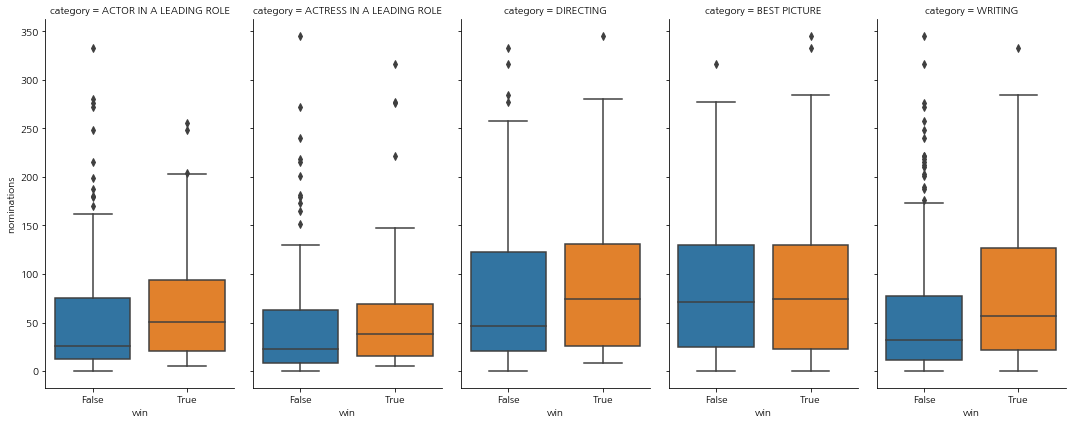 category = ACTOR IN A LEADING ROLE
category = ACTRESS IN A LEADING ROLE
category = DIRECTING
category = BEST PICTURE
category = WRITING
nominations
350
300
250
200
150
100
50
0
False
True
False
True
False
True
False
True
False
True
win
win
win
win
win